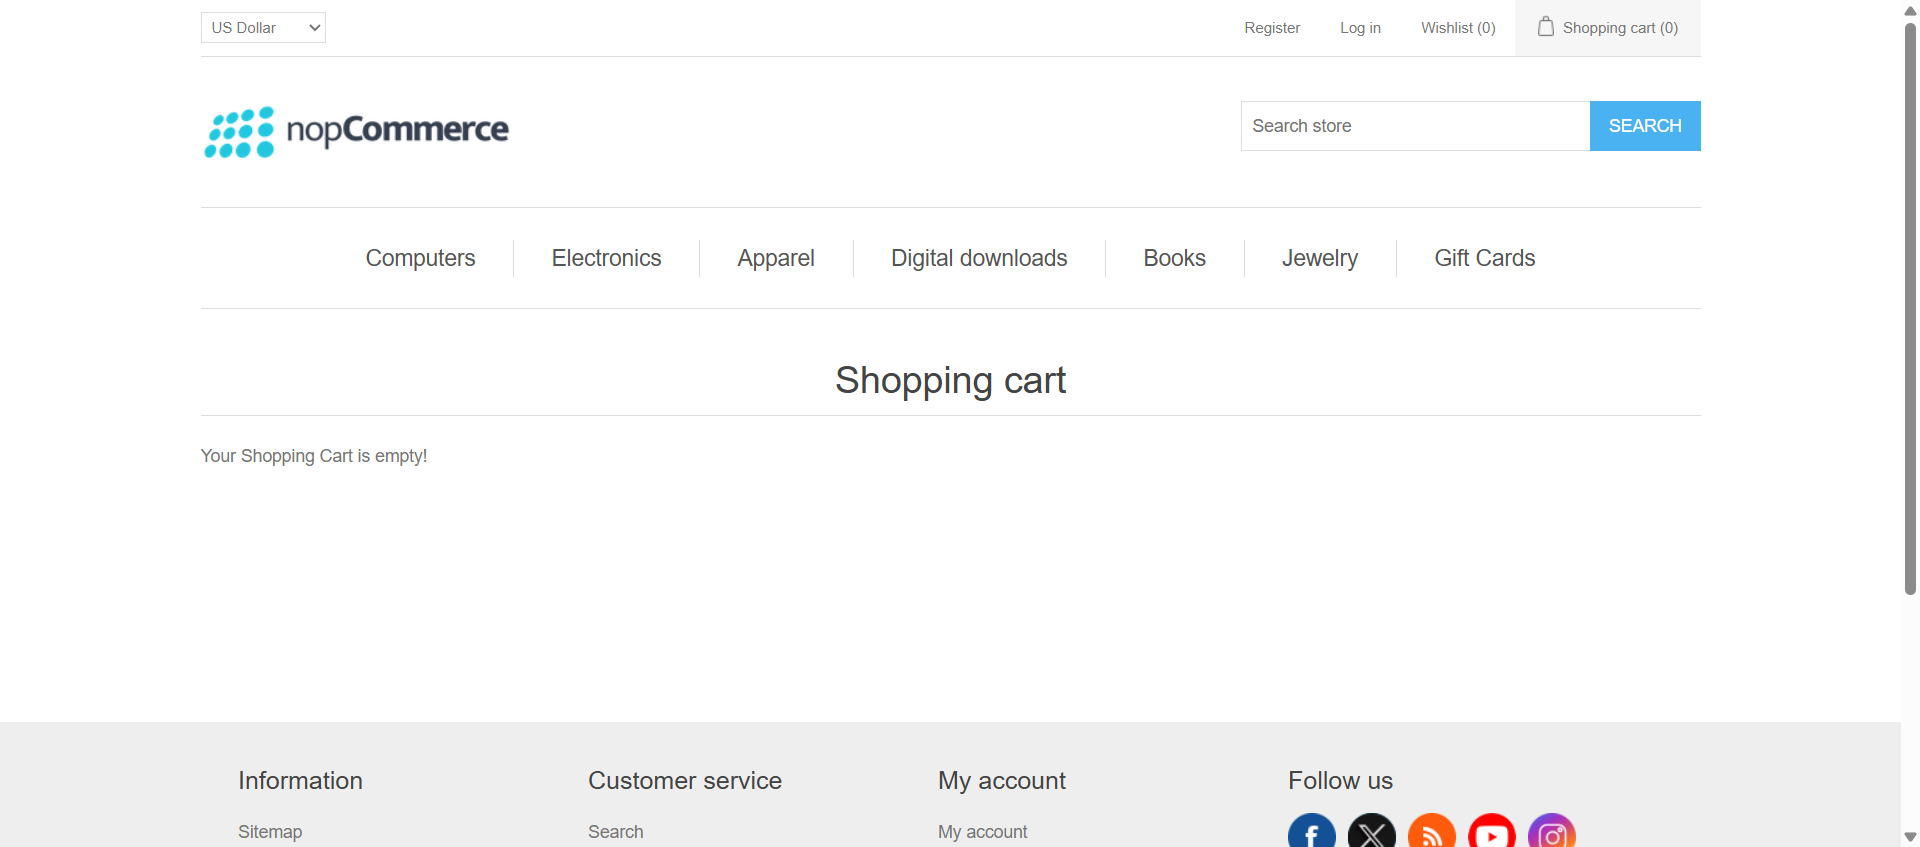 US Dollar
Register
Log in
Wishlist (0)
Shopping cart (0)
nopCommerce
Search store
SEARCH
Computers
Electronics
Apparel
Digital downloads
Books
Jewelry
Gift Cards
Shopping cart
Your Shopping Cart is empty!
Information
Customer service
My account
Follow us
Sitemap
Search
My account